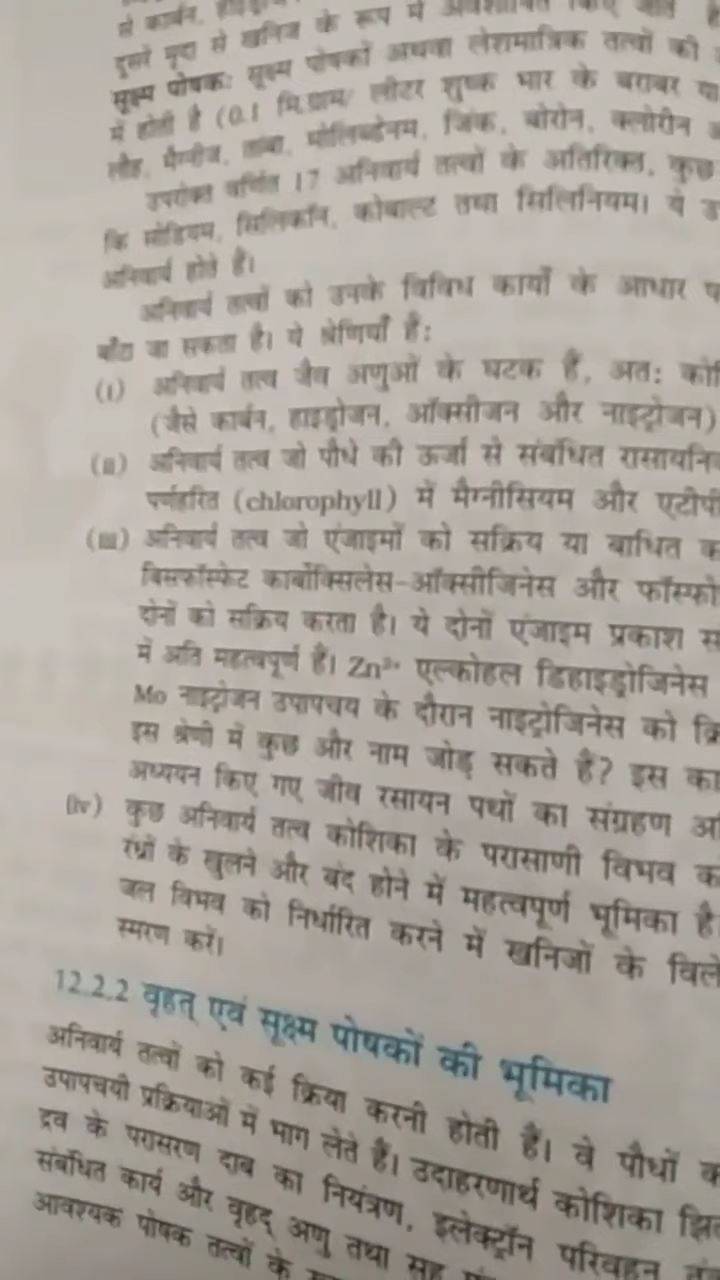 से कार्बन,
दूसरे मृदा से खनिज के रूप में अवशोषित किए जाते
सूक्ष्म पोषकः सूक्ष्म पोषकों अथवा लेशमात्रिक तत्वों की
में होती है (0.1 मि.ग्राम/ लीटर शुष्क भार के बराबर या
लौह, मैंगनीज, तांबा, मोलिब्डेनम, जिंक, बोरोन, क्लोरीन
उपरोक्त वर्णित 17 अनिवार्य तत्वों के अतिरिक्त, कुछ
कि सोडियम, सिलिकॉन, कोबाल्ट तथा सिलिनियम। ये
अनिवार्य होते हैं।
अनिवार्य तत्वों को उनके विविध कार्यों के आधार
बाँटा जा सकता है। ये श्रेणियाँ हैं:
(i) अनिवार्य तत्व जैव अणुओं के घटक हैं, अतः
(जैसे कार्बन, हाइड्रोजन, ऑक्सीजन और नाइट्रोजन)
(ii) अनिवार्य तत्व जो पौधे की ऊर्जा से संबंधित
पर्णहरित (chlorophyll) में मैग्नीसियम और
(iii) अनिवार्य तत्व जो एंजाइमों को सक्रिय या बाधित
बिसफॉस्फेट कार्बोक्सिलेस-ऑक्सीजिनेस और
दोनों को सक्रिय करता है। ये दोनों एंजाइम प्रकाश
में अति महत्वपूर्ण हैं। Zn²⁺ एल्कोहल डिहाइड्रोजिनेस
Mo नाइट्रोजन उपापचय के दौरान नाइट्रोजिनेस को
इस श्रेणी में कुछ और नाम जोड़ सकते हैं? इस
अध्ययन किए गए जीव रसायन पथों का संग्रहण
(iv) कुछ अनिवार्य तत्व कोशिका के परासाणी विभव
रंध्रों के खुलने और बंद होने में महत्वपूर्ण भूमिका है।
जल विभव को निर्धारित करने में खनिजों के
स्मरण करें।
12.2.2 वृहत् एवं सूक्ष्म पोषकों की भूमिका
अनिवार्य तत्वों को कई क्रिया करनी होती हैं। वे पौधों
उपापचयी प्रक्रियाओं में भाग लेते हैं। उदाहरणार्थ कोशिका
द्रव के परासरण दाब का नियंत्रण, इलेक्ट्रॉन परिवहन
संबंधित कार्य और वृहद् अणु तथा सह
आवश्यक पोषक तत्वों के